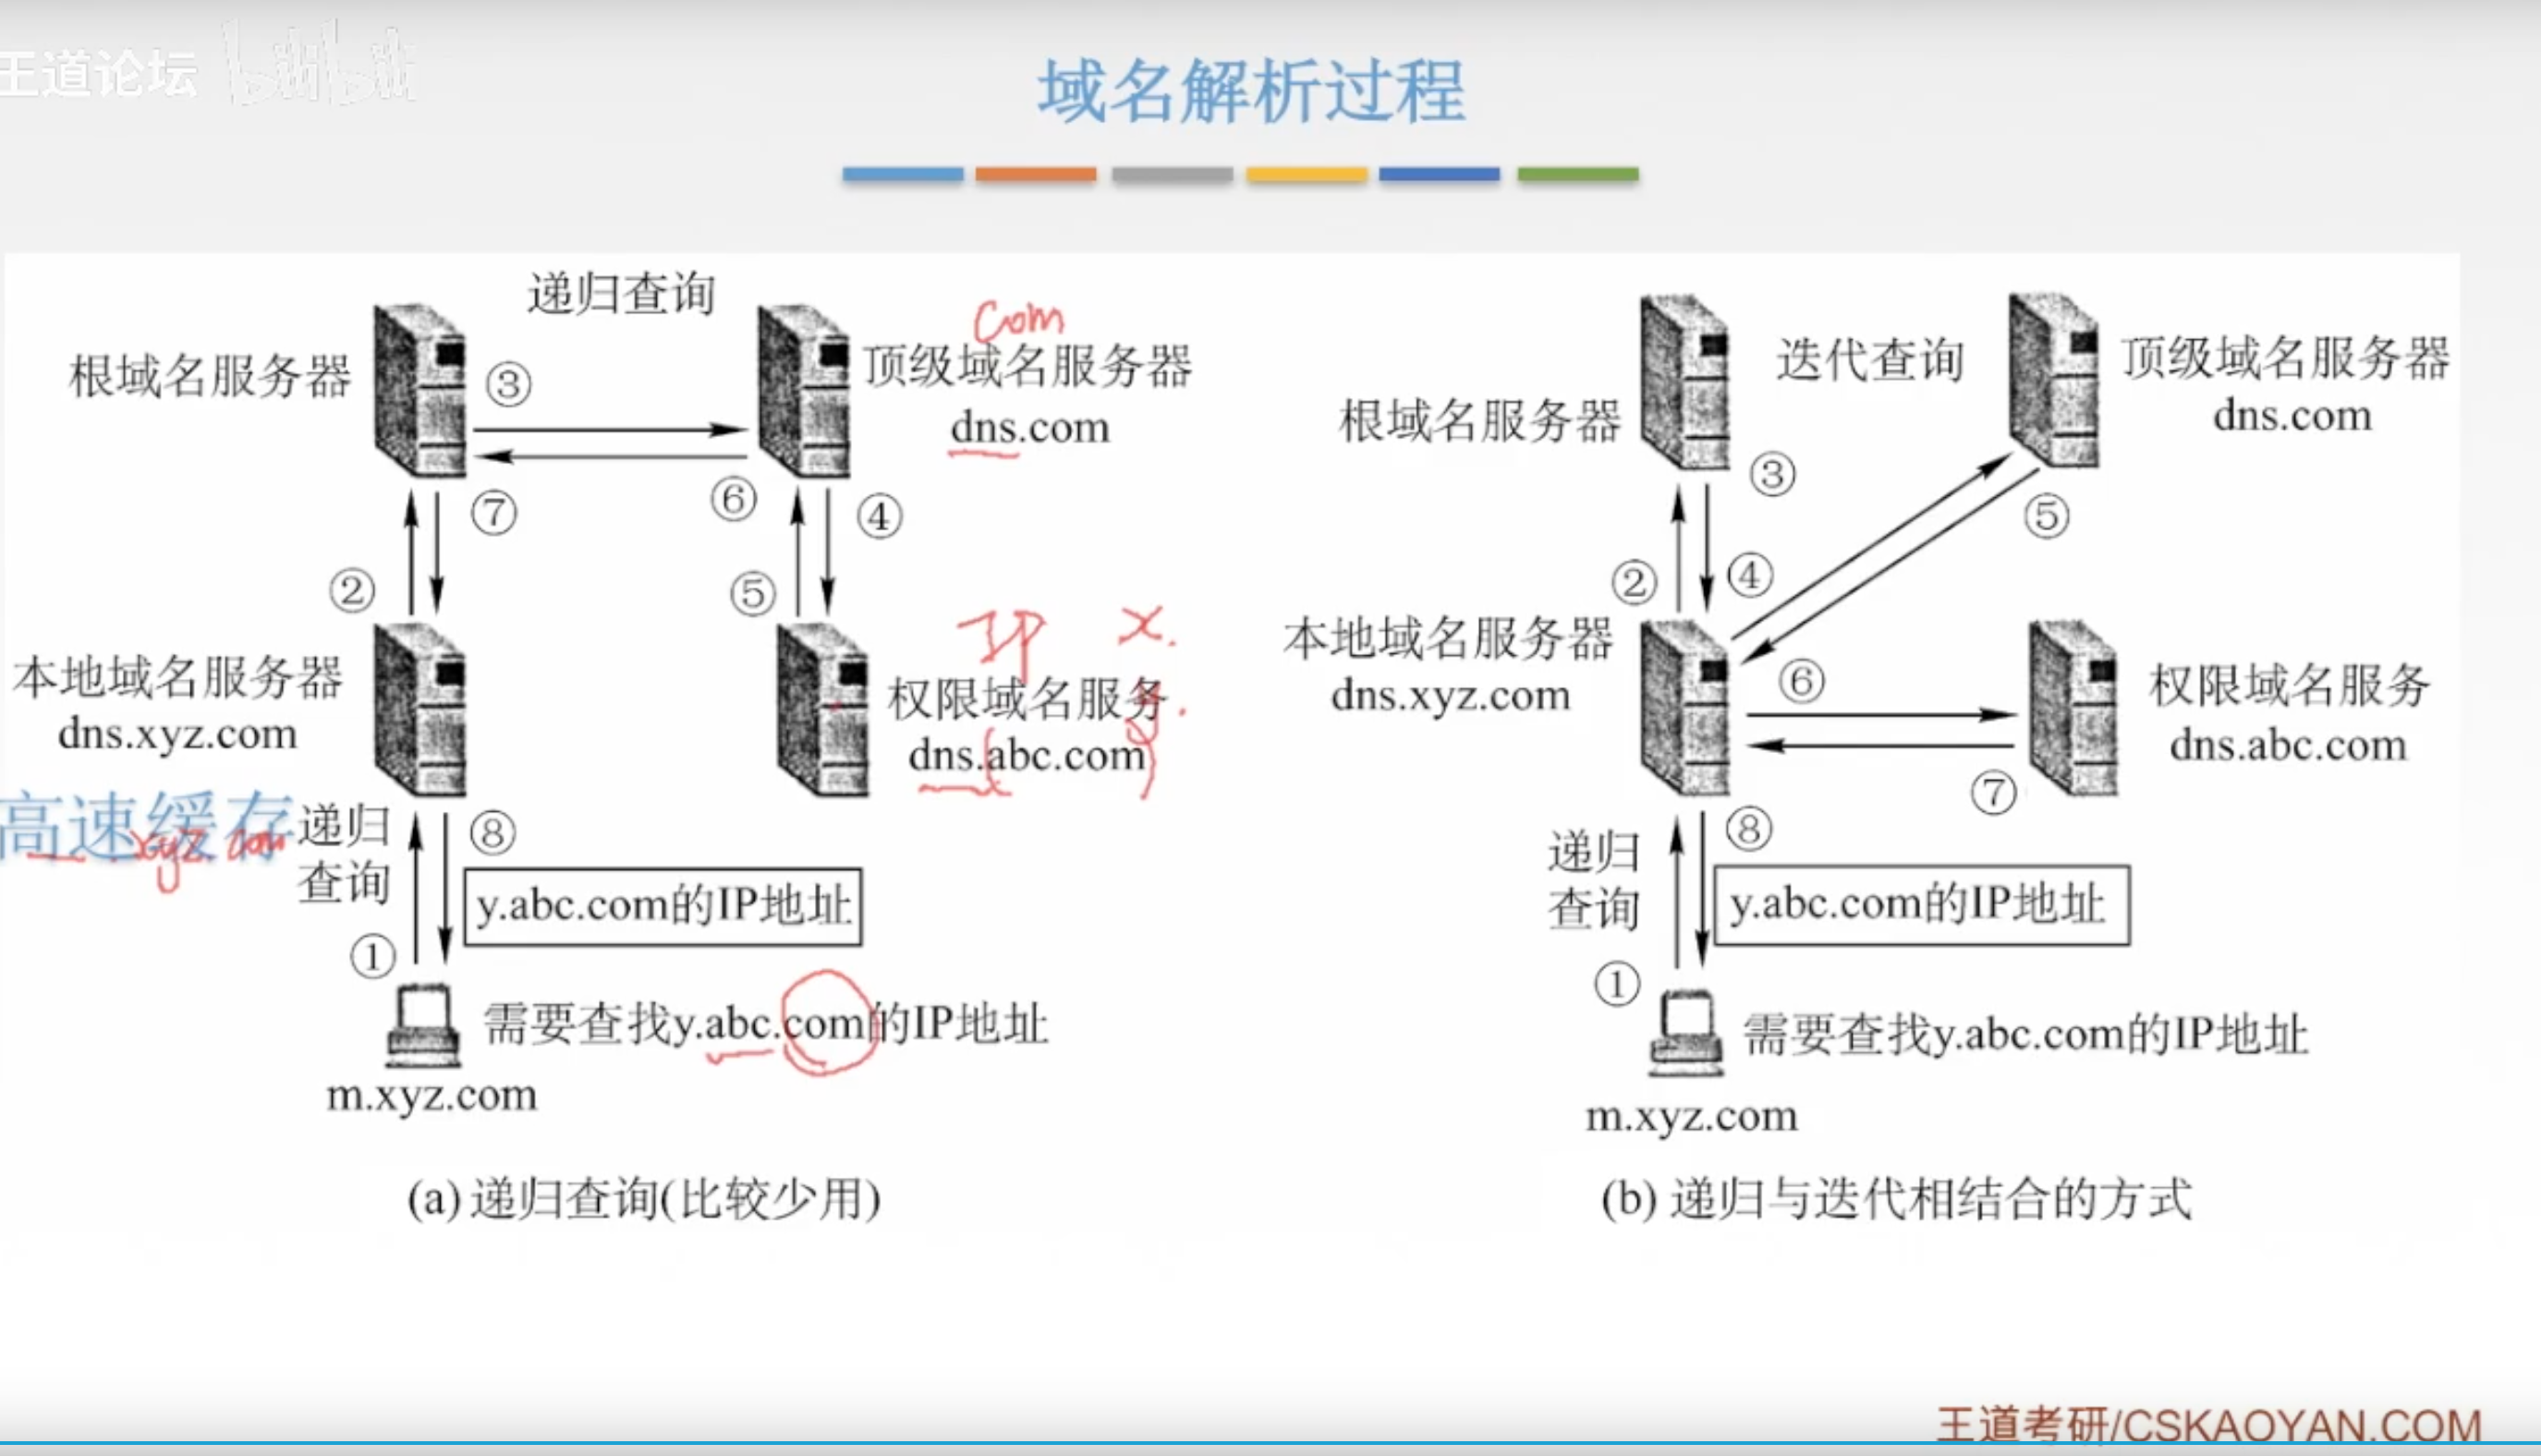 王道论坛 bilibili
域名解析过程
递归查询
com
根域名服务器
③
顶级域名服务器
dns.com
⑦
⑥
④
②
⑤
IP
x.
y.
本地域名服务器
dns.xyz.com
权限域名服务
dns.abc.com
高速缓存
xyz.com
递归
查询
⑧
y.abc.com的IP地址
①
需要查找y.abc.com的IP地址
m.xyz.com
(a) 递归查询(比较少用)
迭代查询
顶级域名服务器
dns.com
根域名服务器
③
⑤
②
④
本地域名服务器
dns.xyz.com
⑥
权限域名服务
dns.abc.com
⑦
递归
查询
⑧
y.abc.com的IP地址
①
需要查找y.abc.com的IP地址
m.xyz.com
(b) 递归与迭代相结合的方式
王道考研/CSKAOYAN.COM